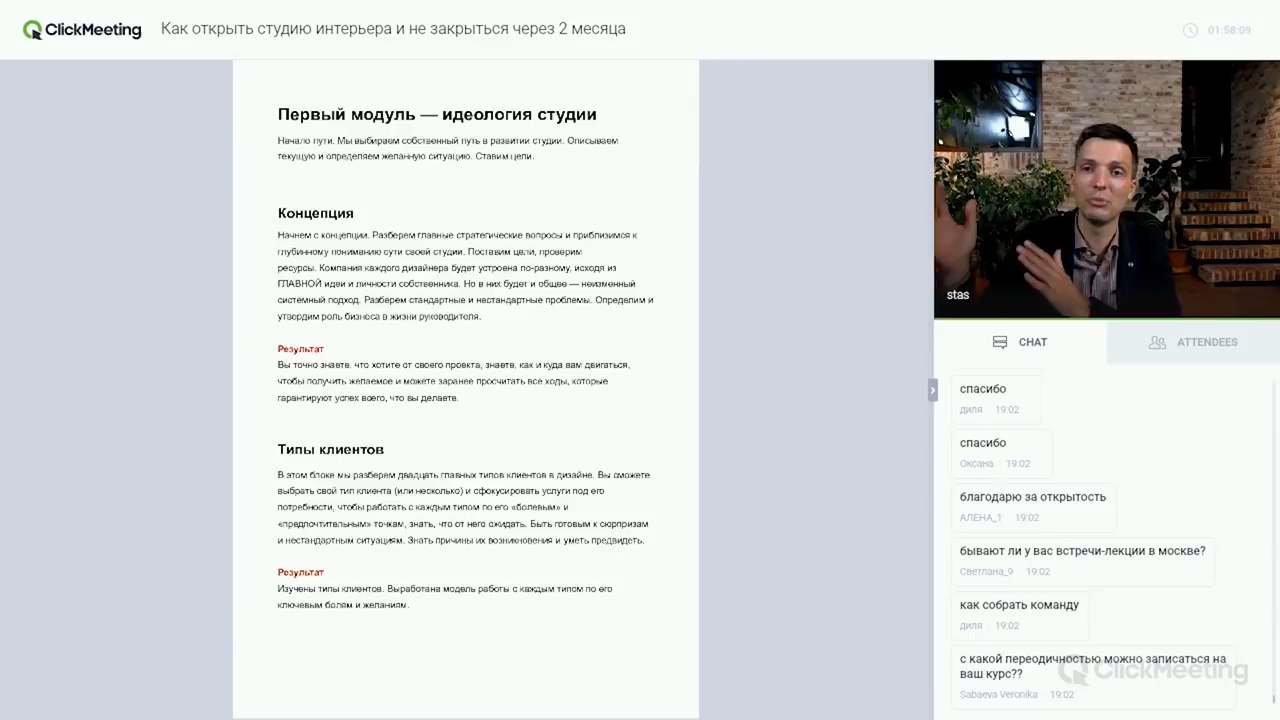 ClickMeeting
Как открыть студию интерьера и не закрыться через 2 месяца
01:58:09
Первый модуль — идеология студии
Начало пути. Мы выбираем собственный путь в развитии студии. Описываем
текущую и определяем желанную ситуацию. Ставим цели.
Концепция
Начнем с концепции. Разберем главные стратегические вопросы и приблизимся к
глубинному пониманию сути своей студии. Поставим цели, проверим
ресурсы. Компания каждого дизайнера будет устроена по-разному, исходя из
ГЛАВНОЙ идеи и личности собственника. Но в них будет и общее — неизменный
системный подход. Разберем стандартные и нестандартные проблемы. Определим и
утвердим роль бизнеса в жизни руководителя.
Результат
Вы точно знаете, что хотите от своего проекта, знаете, как и куда вам двигаться,
чтобы получить желаемое и можете заранее просчитать все ходы, которые
гарантируют успех всего, что вы делаете.
Типы клиентов
В этом блоке мы разберем двадцать главных типов клиентов в дизайне. Вы сможете
выбрать свой тип клиента (или несколько) и сфокусировать услуги под его
потребности, чтобы работать с каждым типом по его «болевым» и
«предпочтительным» точкам, знать, что от него ожидать. Быть готовым к сюрпризам
и нестандартным ситуациям. Знать причины их возникновения и уметь предвидеть.
Результат
Изучены типы клиентов. Выработана модель работы с каждым типом по его
ключевым болям и желаниям.
stas
CHAT
ATTENDEES
спасибо
диля 19:02
спасибо
Оксана 19:02
благодарю за открытость
АЛЕНА_1 19:02
бывают ли у вас встречи-лекции в москве?
Светлана_9 19:02
как собрать команду
диля 19:02
с какой переодичностью можно записаться на
ваш курс??
Sabaeva Veronika 19:02
ClickMeeting